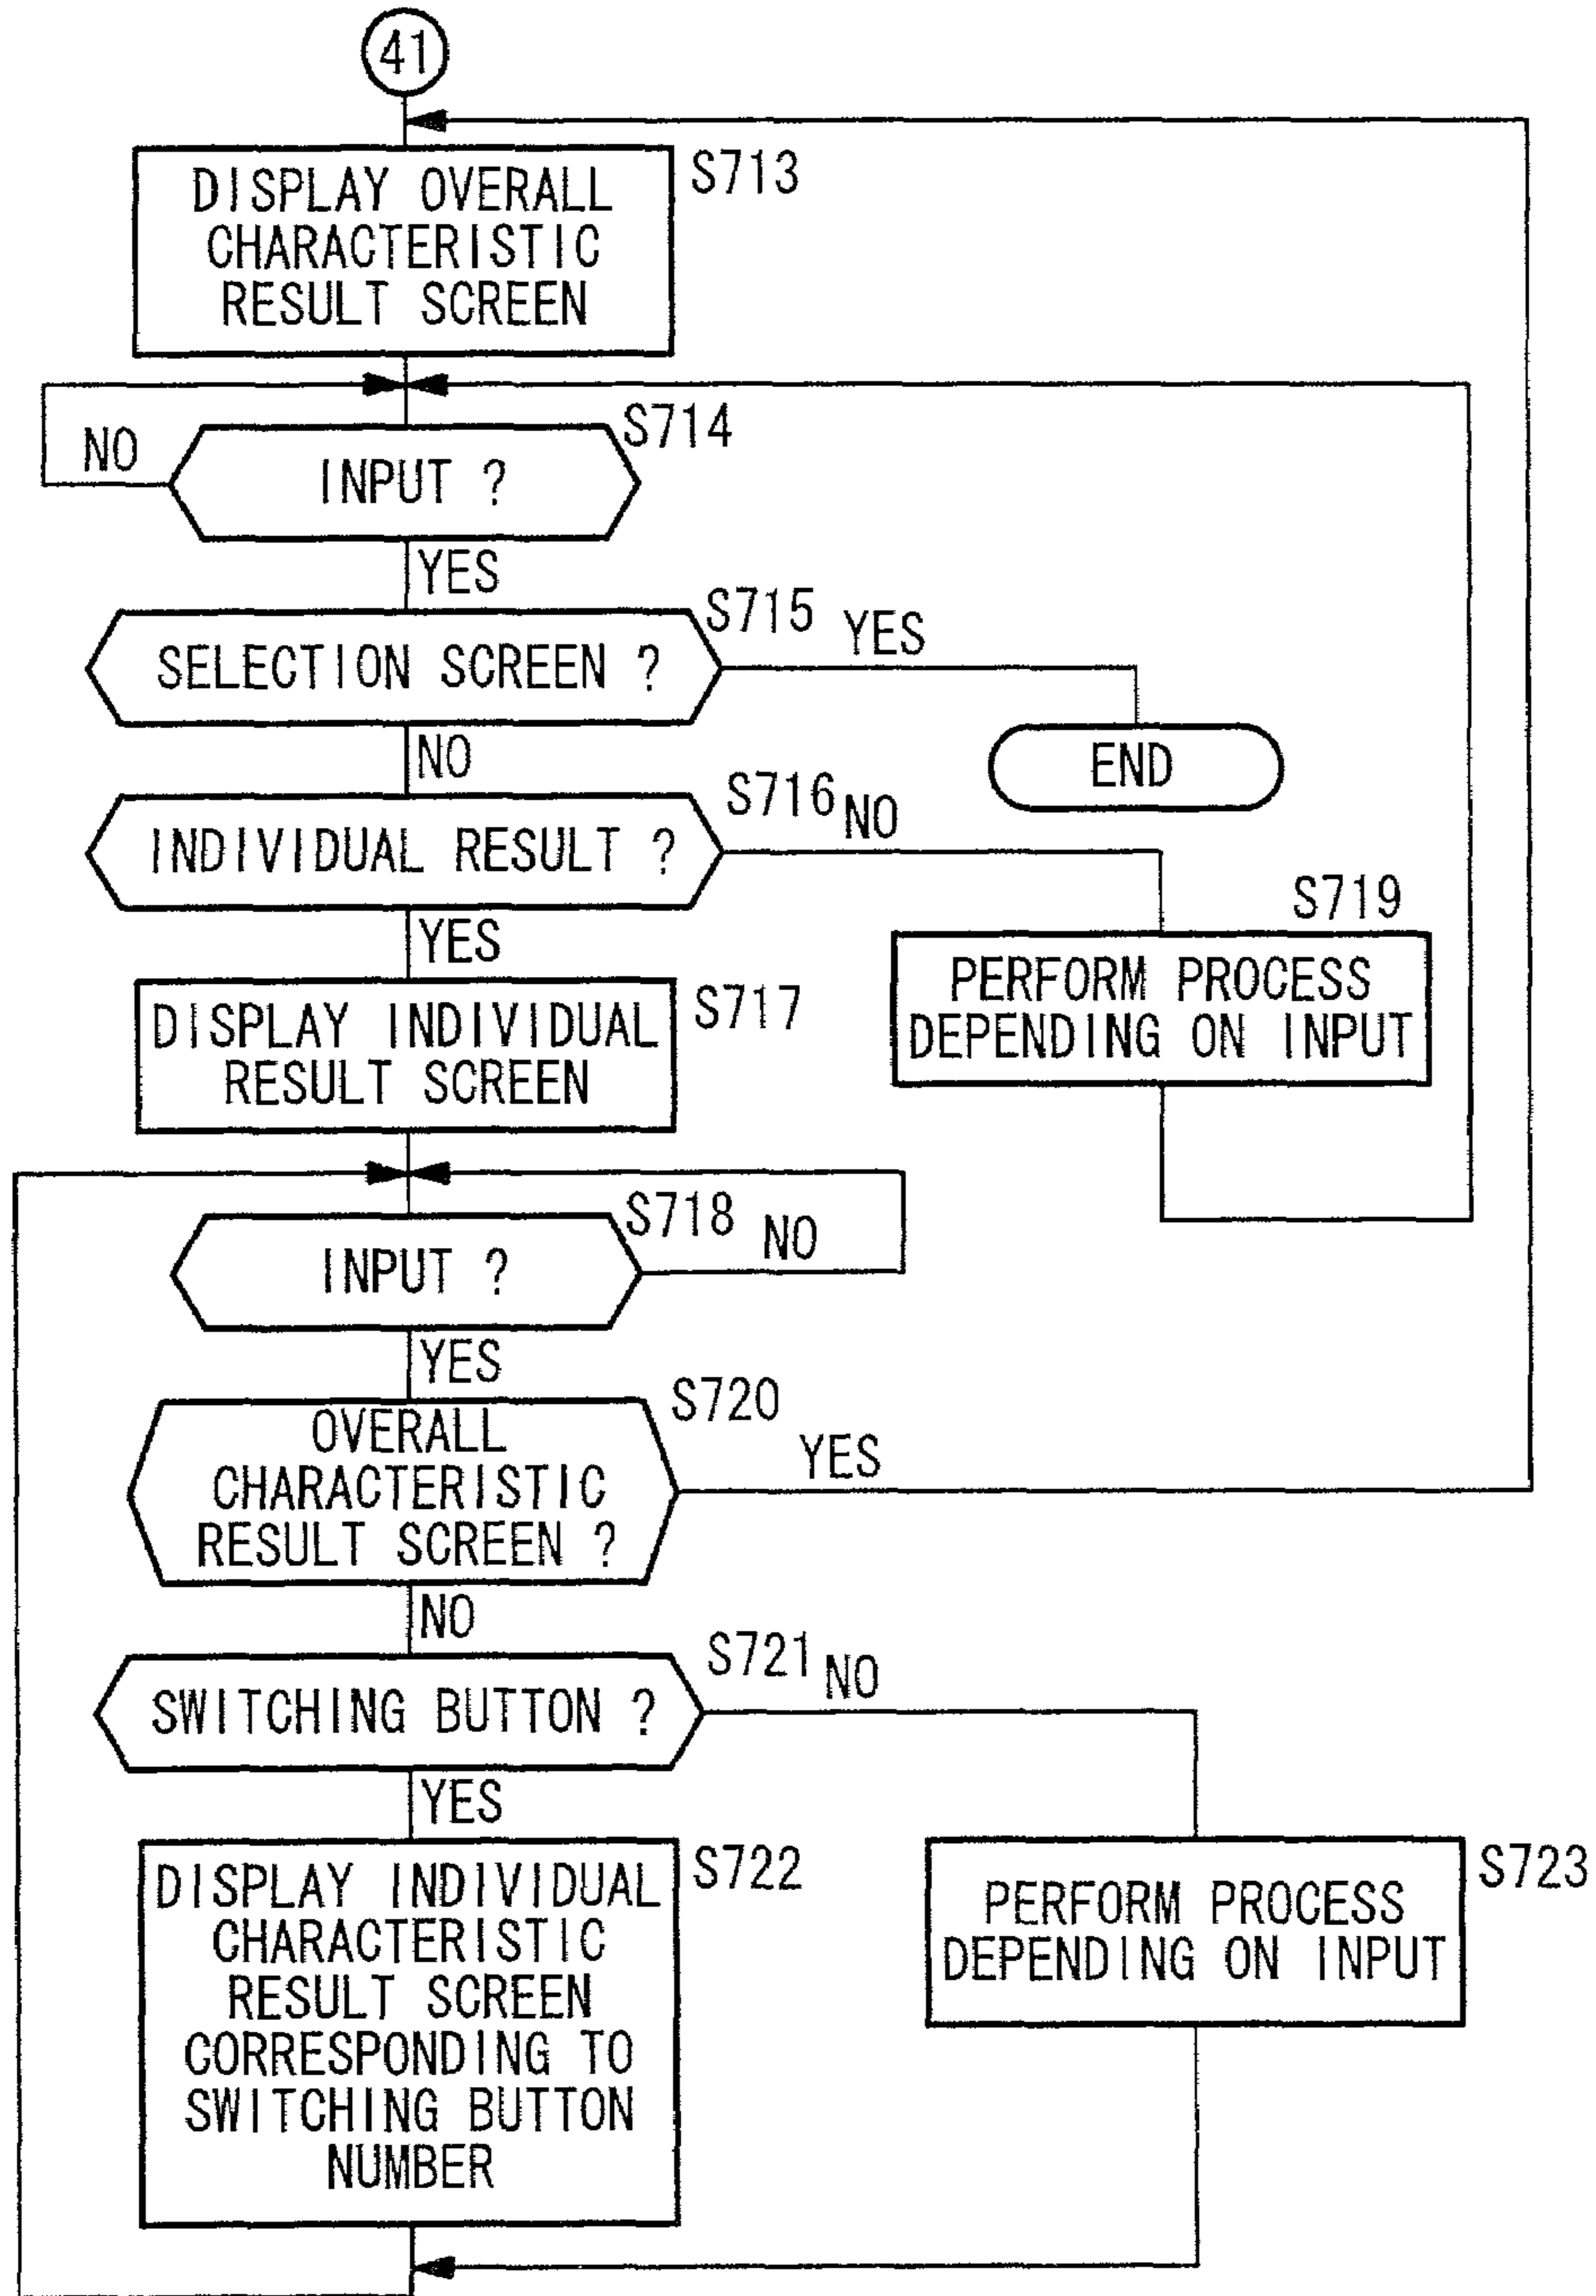 41
DISPLAY OVERALL
CHARACTERISTIC
RESULT SCREEN
S713
S714
NO
INPUT ?
YES
S715
YES
SELECTION SCREEN ?
NO
END
S716
NO
INDIVIDUAL RESULT ?
YES
S719
PERFORM PROCESS
DEPENDING ON INPUT
S717
DISPLAY INDIVIDUAL
RESULT SCREEN
S718
NO
INPUT ?
YES
S720
OVERALL
CHARACTERISTIC
RESULT SCREEN ?
YES
NO
S721
NO
SWITCHING BUTTON ?
YES
S722
DISPLAY INDIVIDUAL
CHARACTERISTIC
RESULT SCREEN
CORRESPONDING TO
SWITCHING BUTTON
NUMBER
S723
PERFORM PROCESS
DEPENDING ON INPUT